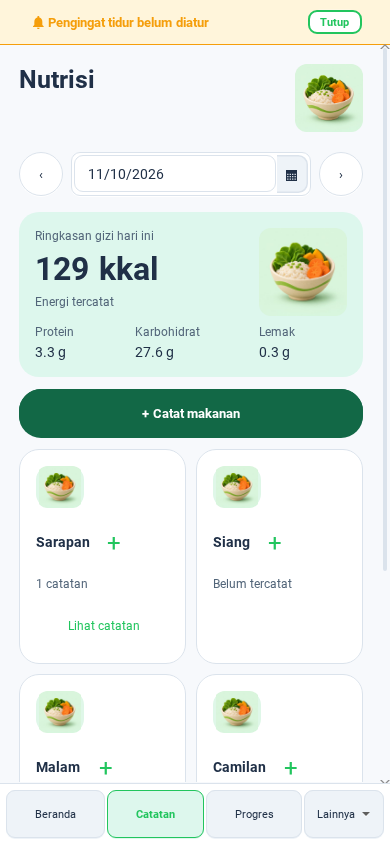 Pengingat tidur belum diatur
Tutup
Nutrisi
‹
11/10/2026
›
Ringkasan gizi hari ini
129 kkal
Energi tercatat
Protein
Karbohidrat
Lemak
3.3 g
27.6 g
0.3 g
+ Catat makanan
Sarapan +
Siang +
1 catatan
Belum tercatat
Lihat catatan
Malam +
Camilan +
Beranda
Catatan
Progres
Lainnya